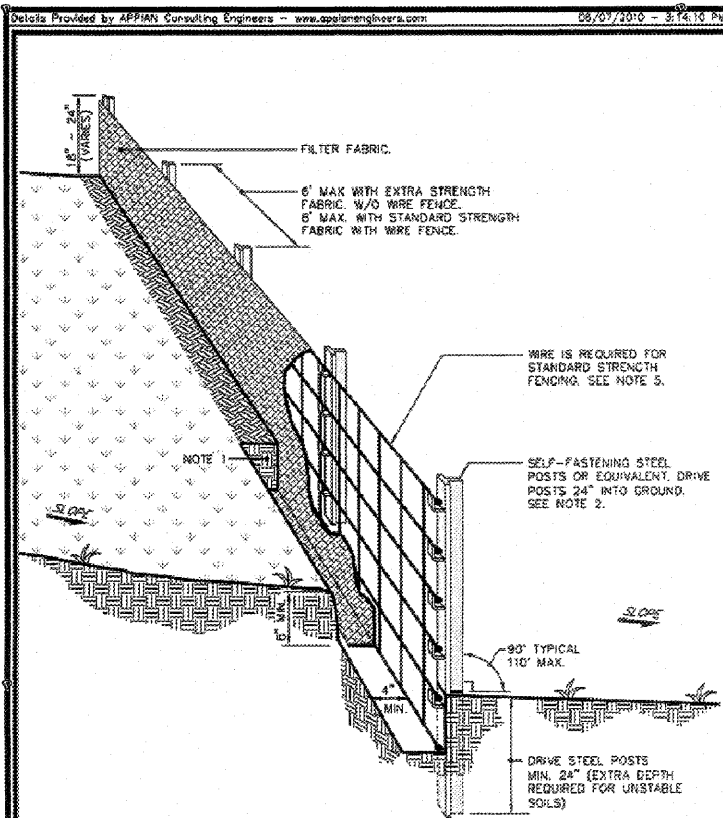 Details Provided by APPIAN Consulting Engineers - www.appianengineers.com
08/07/2010 - 3:14:10 PM
18" - 24"
(VARIES)
FILTER FABRIC.
6' MAX WITH EXTRA STRENGTH
FABRIC. W/O WIRE FENCE.
8' MAX. WITH STANDARD STRENGTH
FABRIC WITH WIRE FENCE.
WIRE IS REQUIRED FOR
STANDARD STRENGTH
FENCING. SEE NOTE 5.
NOTE 1
SELF-FASTENING STEEL
POSTS OR EQUIVALENT. DRIVE
POSTS 24" INTO GROUND.
SEE NOTE 2.
SLOPE
6" MIN.
SLOPE
90° TYPICAL
110° MAX.
4"
MIN.
DRIVE STEEL POSTS
MIN. 24" (EXTRA DEPTH
REQUIRED FOR UNSTABLE
SOILS)